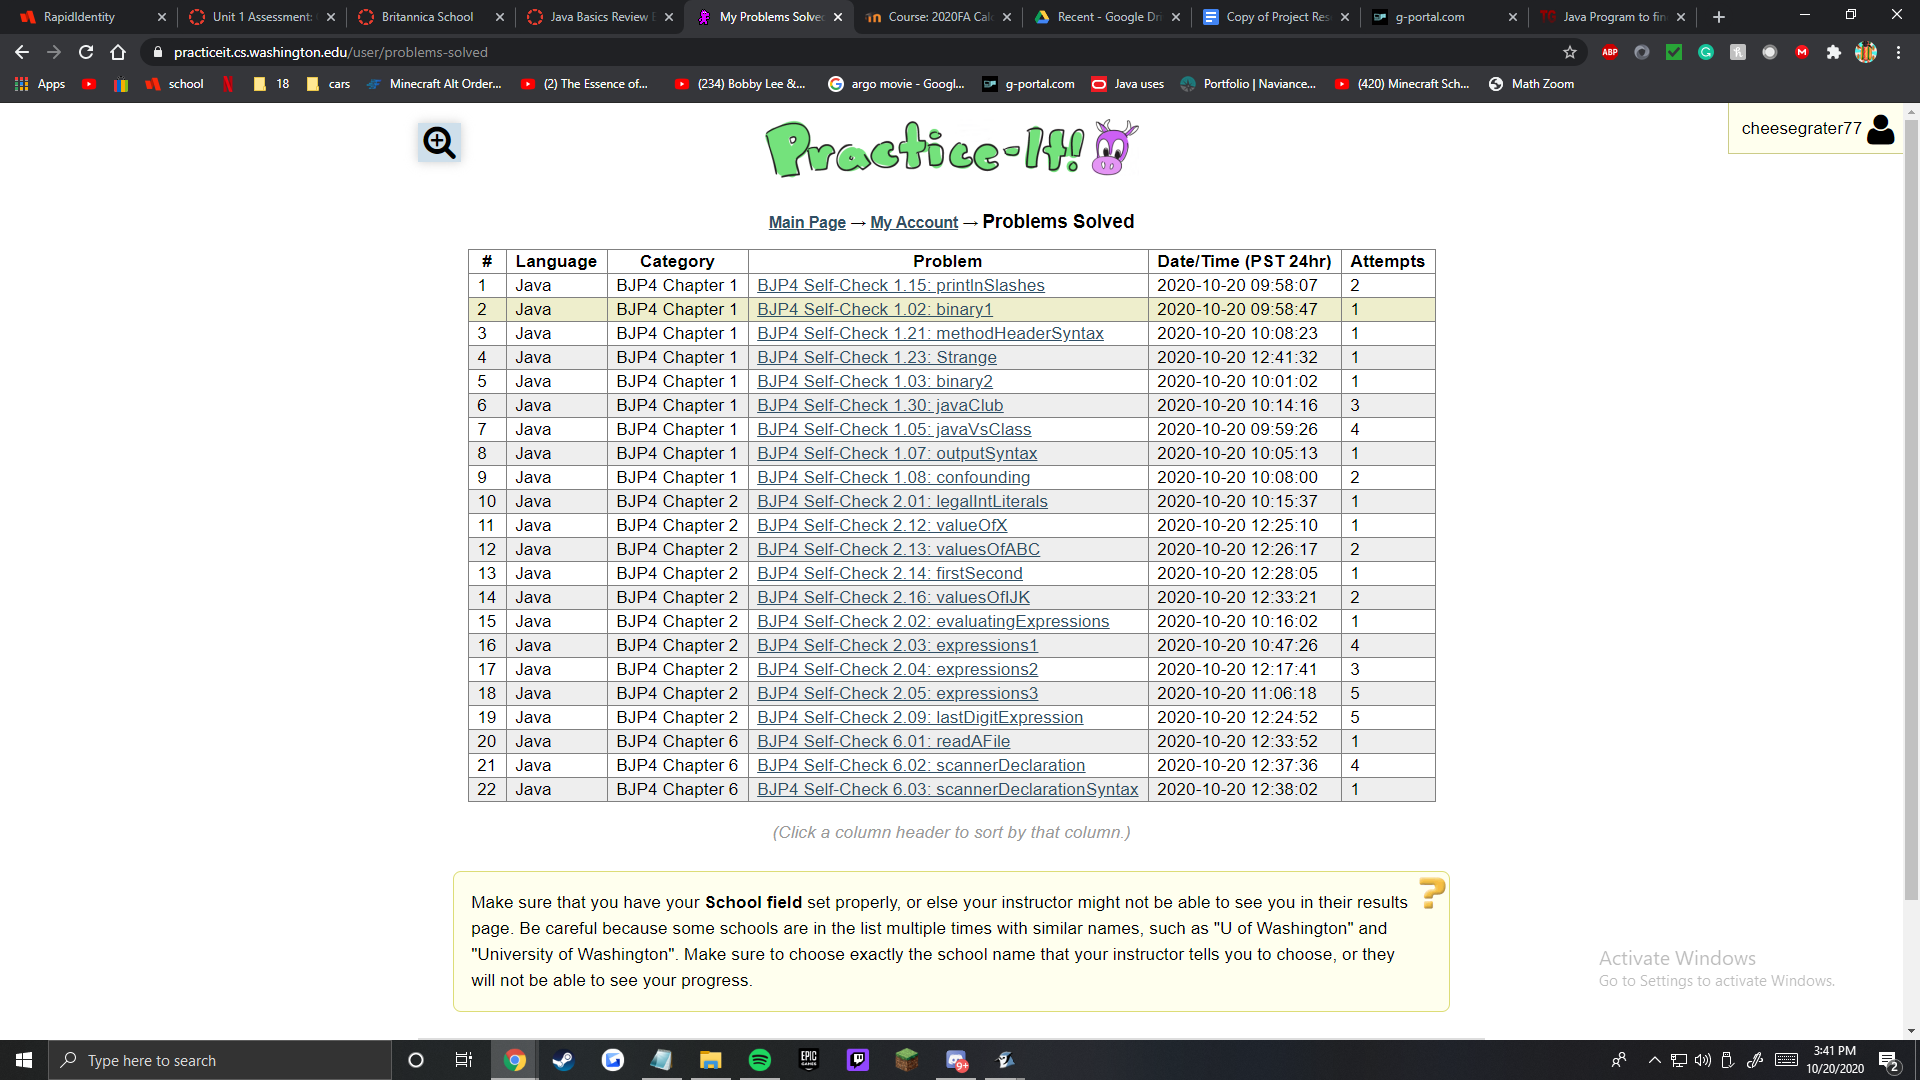 RapidIdentity
Unit 1 Assessment:
Britannica School
Java Basics Review
My Problems Solve
Course: 2020FA Cal
Recent - Google Dri
Copy of Project Res
g-portal.com
Java Program to fin
practiceit.cs.washington.edu/user/problems-solved
Apps
school
18
cars
Minecraft Alt Order...
(2) The Essence of...
(234) Bobby Lee &...
argo movie - Googl...
g-portal.com
Java uses
Portfolio | Naviance...
(420) Minecraft Sch...
Math Zoom
Practice-It!
cheesegrater77
Main Page → My Account → Problems Solved
# Language Category Problem Date/Time (PST 24hr) Attempts
1 Java BJP4 Chapter 1 BJP4 Self-Check 1.15: printlnSlashes 2020-10-20 09:58:07 2
2 Java BJP4 Chapter 1 BJP4 Self-Check 1.02: binary1 2020-10-20 09:58:47 1
3 Java BJP4 Chapter 1 BJP4 Self-Check 1.21: methodHeaderSyntax 2020-10-20 10:08:23 1
4 Java BJP4 Chapter 1 BJP4 Self-Check 1.23: Strange 2020-10-20 12:41:32 1
5 Java BJP4 Chapter 1 BJP4 Self-Check 1.03: binary2 2020-10-20 10:01:02 1
6 Java BJP4 Chapter 1 BJP4 Self-Check 1.30: javaClub 2020-10-20 10:14:16 3
7 Java BJP4 Chapter 1 BJP4 Self-Check 1.05: javaVsClass 2020-10-20 09:59:26 4
8 Java BJP4 Chapter 1 BJP4 Self-Check 1.07: outputSyntax 2020-10-20 10:05:13 1
9 Java BJP4 Chapter 1 BJP4 Self-Check 1.08: confounding 2020-10-20 10:08:00 2
10 Java BJP4 Chapter 2 BJP4 Self-Check 2.01: legalIntLiterals 2020-10-20 10:15:37 1
11 Java BJP4 Chapter 2 BJP4 Self-Check 2.12: valueOfX 2020-10-20 12:25:10 1
12 Java BJP4 Chapter 2 BJP4 Self-Check 2.13: valuesOfABC 2020-10-20 12:26:17 2
13 Java BJP4 Chapter 2 BJP4 Self-Check 2.14: firstSecond 2020-10-20 12:28:05 1
14 Java BJP4 Chapter 2 BJP4 Self-Check 2.16: valuesOfIJK 2020-10-20 12:33:21 2
15 Java BJP4 Chapter 2 BJP4 Self-Check 2.02: evaluatingExpressions 2020-10-20 10:16:02 1
16 Java BJP4 Chapter 2 BJP4 Self-Check 2.03: expressions1 2020-10-20 10:47:26 4
17 Java BJP4 Chapter 2 BJP4 Self-Check 2.04: expressions2 2020-10-20 12:17:41 3
18 Java BJP4 Chapter 2 BJP4 Self-Check 2.05: expressions3 2020-10-20 11:06:18 5
19 Java BJP4 Chapter 2 BJP4 Self-Check 2.09: lastDigitExpression 2020-10-20 12:24:52 5
20 Java BJP4 Chapter 6 BJP4 Self-Check 6.01: readAFile 2020-10-20 12:33:52 1
21 Java BJP4 Chapter 6 BJP4 Self-Check 6.02: scannerDeclaration 2020-10-20 12:37:36 4
22 Java BJP4 Chapter 6 BJP4 Self-Check 6.03: scannerDeclarationSyntax 2020-10-20 12:38:02 1
(Click a column header to sort by that column.)
Make sure that you have your School field set properly, or else your instructor might not be able to see you in their results
page. Be careful because some schools are in the list multiple times with similar names, such as "U of Washington" and
"University of Washington". Make sure to choose exactly the school name that your instructor tells you to choose, or they
will not be able to see your progress.
Activate Windows
Go to Settings to activate Windows.
Type here to search
3:41 PM
10/20/2020